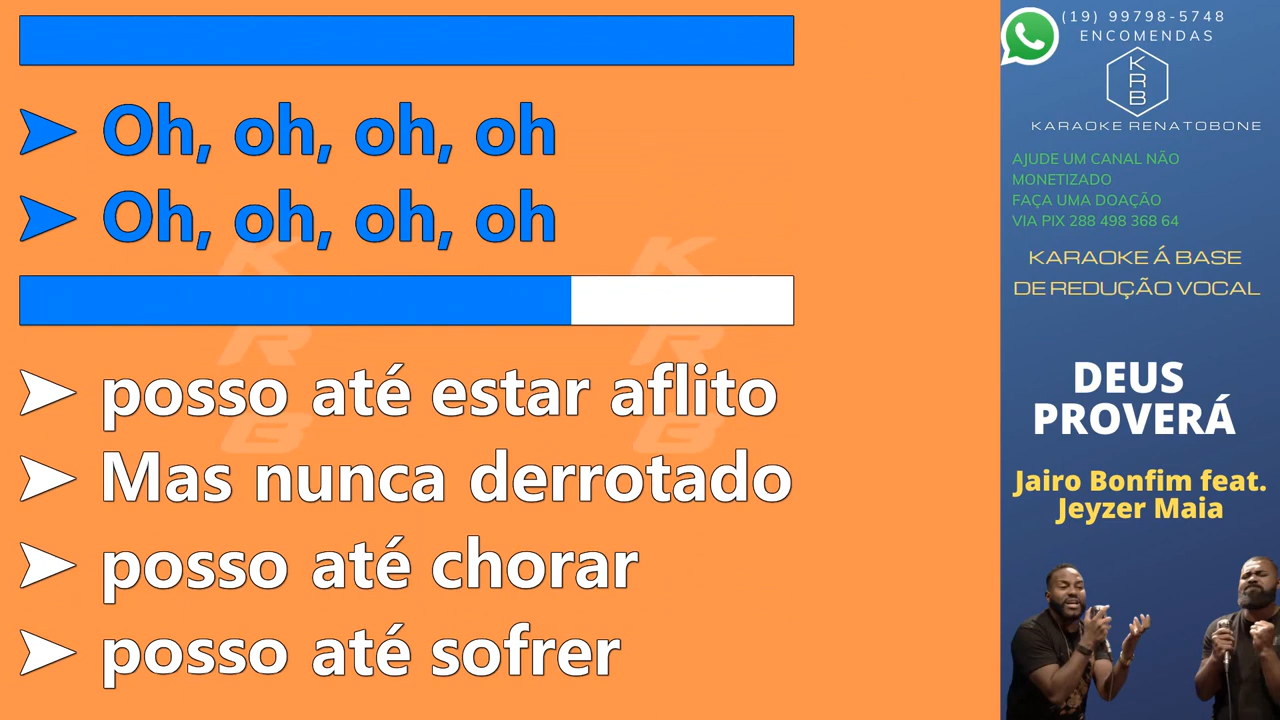 Oh, oh, oh, oh
Oh, oh, oh, oh
posso até estar aflito
Mas nunca derrotado
posso até chorar
posso até sofrer
(19) 99798-5748
ENCOMENDAS
K
R
B
KARAOKE RENATOBONE
AJUDE UM CANAL NÃO
MONETIZADO
FAÇA UMA DOAÇÃO
VIA PIX 288 498 368 64
KARAOKE Á BASE
DE REDUÇÃO VOCAL
DEUS
PROVERÁ
Jairo Bonfim feat.
Jeyzer Maia
K
R
B
K
R
B